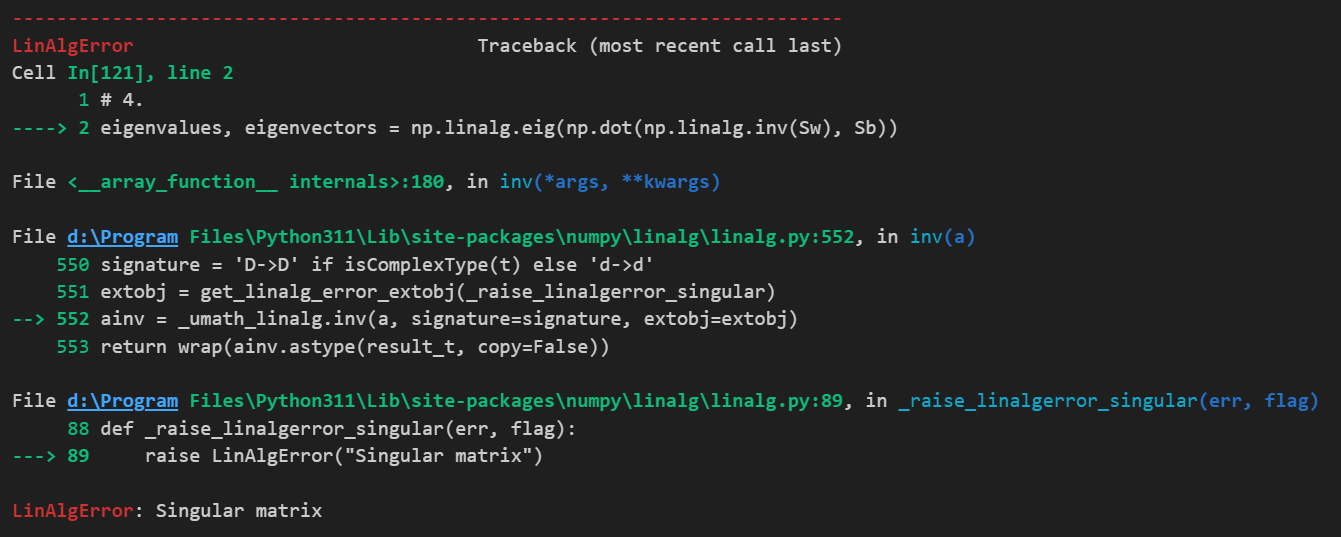 ---------------------------------------------------------------------------
LinAlgError                               Traceback (most recent call last)
Cell In[121], line 2
      1 # 4.
----> 2 eigenvalues, eigenvectors = np.linalg.eig(np.dot(np.linalg.inv(Sw), Sb))

File <__array_function__ internals>:180, in inv(*args, **kwargs)

File d:\Program Files\Python311\Lib\site-packages\numpy\linalg\linalg.py:552, in inv(a)
    550 signature = 'D->D' if isComplexType(t) else 'd->d'
    551 extobj = get_linalg_error_extobj(_raise_linalgerror_singular)
--> 552 ainv = _umath_linalg.inv(a, signature=signature, extobj=extobj)
    553 return wrap(ainv.astype(result_t, copy=False))

File d:\Program Files\Python311\Lib\site-packages\numpy\linalg\linalg.py:89, in _raise_linalgerror_singular(err, flag)
     88 def _raise_linalgerror_singular(err, flag):
---> 89     raise LinAlgError("Singular matrix")

LinAlgError: Singular matrix